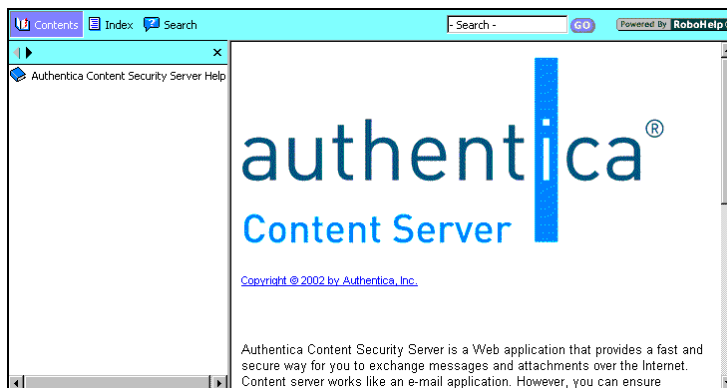 Contents Index Search - Search - GO Powered By RoboHelp
Authentica Content Security Server Help
authentica®
Content Server
Copyright © 2002 by Authentica, Inc.
Authentica Content Security Server is a Web application that provides a fast and
secure way for you to exchange messages and attachments over the Internet.
Content server works like an e-mail application. However, you can ensure